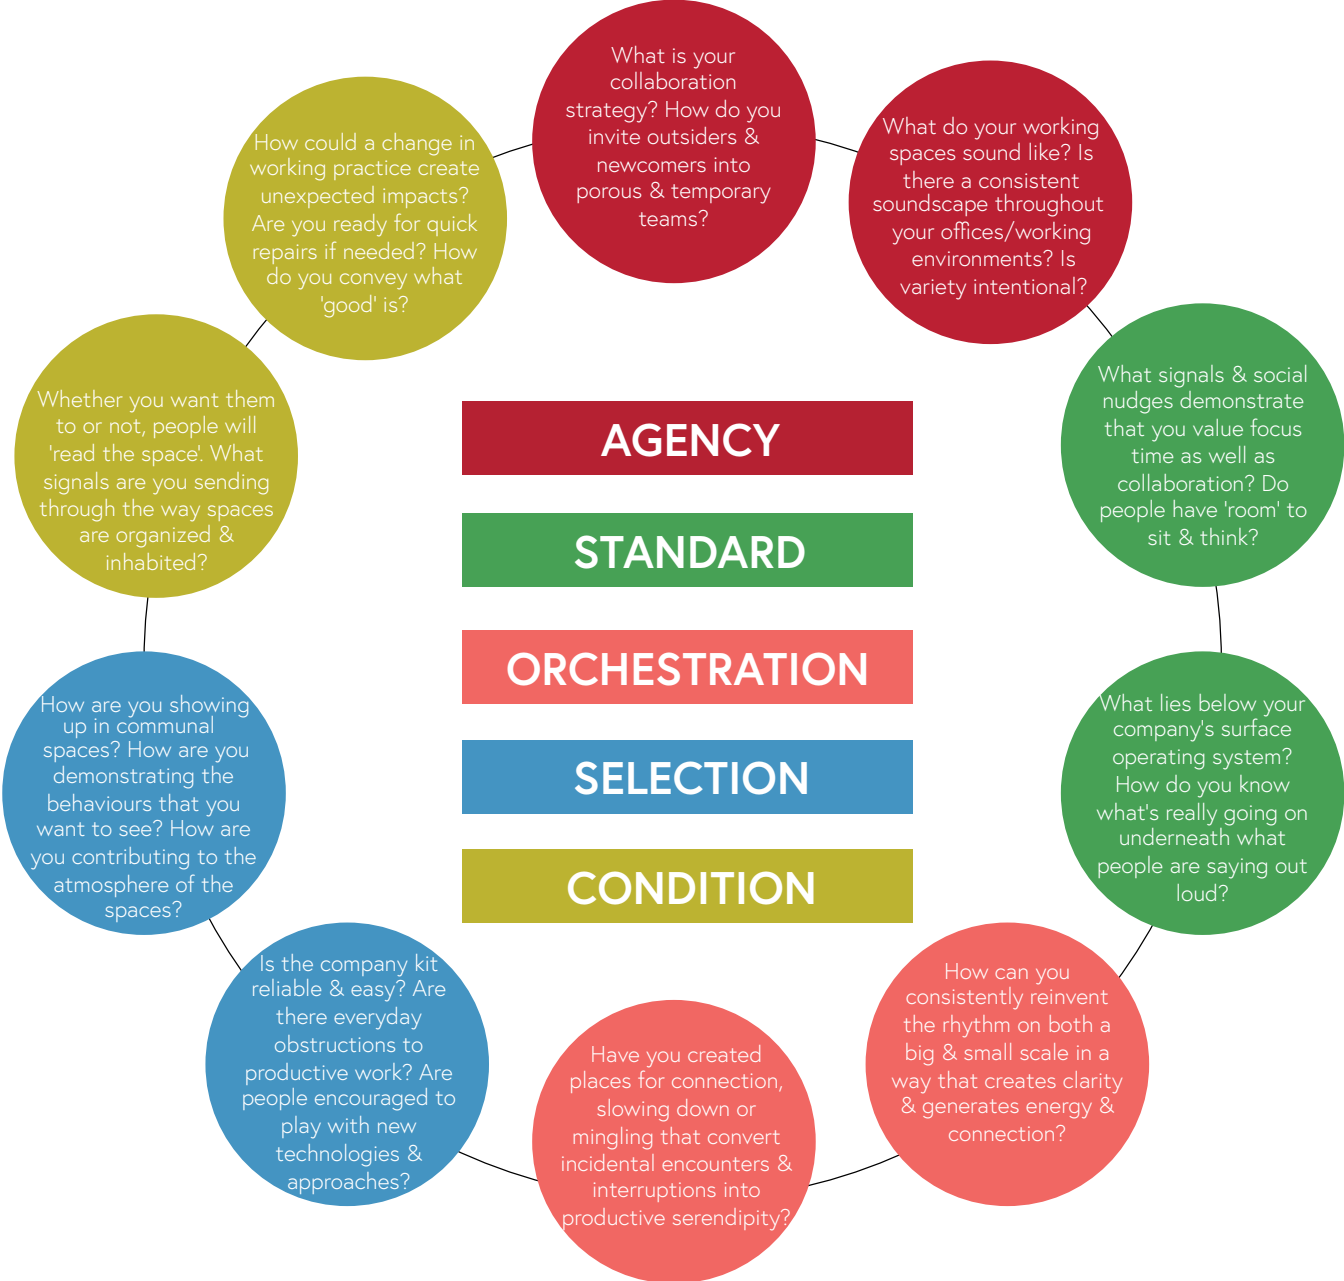 What is your
collaboration
strategy? How do you
invite outsiders &
newcomers into
porous & temporary
teams?
What do your working
spaces sound like? Is
there a consistent
soundscape throughout
your offices/working
environments? Is
variety intentional?
What signals & social
nudges demonstrate
that you value focus
time as well as
collaboration? Do
people have 'room' to
sit & think?
What lies below your
company's surface
operating system?
How do you know
what's really going on
underneath what
people are saying out
loud?
How can you
consistently reinvent
the rhythm on both a
big & small scale in a
way that creates clarity
& generates energy &
connection?
Have you created
places for connection,
slowing down or
mingling that convert
incidental encounters &
interruptions into
productive serendipity?
Is the company kit
reliable & easy? Are
there everyday
obstructions to
productive work? Are
people encouraged to
play with new
technologies &
approaches?
How are you showing
up in communal
spaces? How are you
demonstrating the
behaviours that you
want to see? How are
you contributing to the
atmosphere of the
spaces?
Whether you want them
to or not, people will
'read the space'. What
signals are you sending
through the way spaces
are organized &
inhabited?
How could a change in
working practice create
unexpected impacts?
Are you ready for quick
repairs if needed? How
do you convey what
'good' is?
AGENCY
STANDARD
ORCHESTRATION
SELECTION
CONDITION